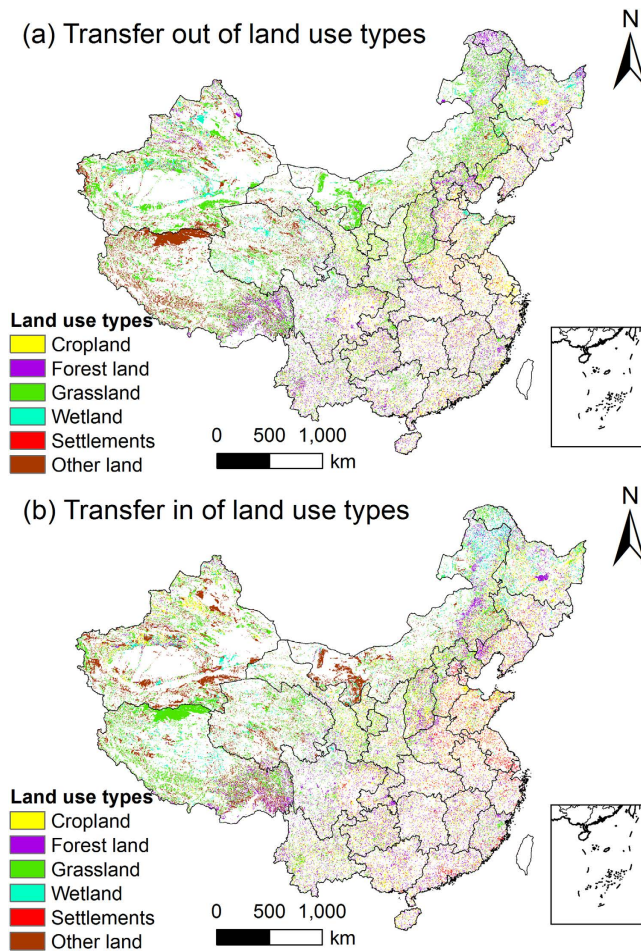 (a) Transfer out of land use types
N
Land use types
Cropland
Forest land
Grassland
Wetland
Settlements
Other land
0 500 1,000
km
(b) Transfer in of land use types
N
Land use types
Cropland
Forest land
Grassland
Wetland
Settlements
Other land
0 500 1,000
km